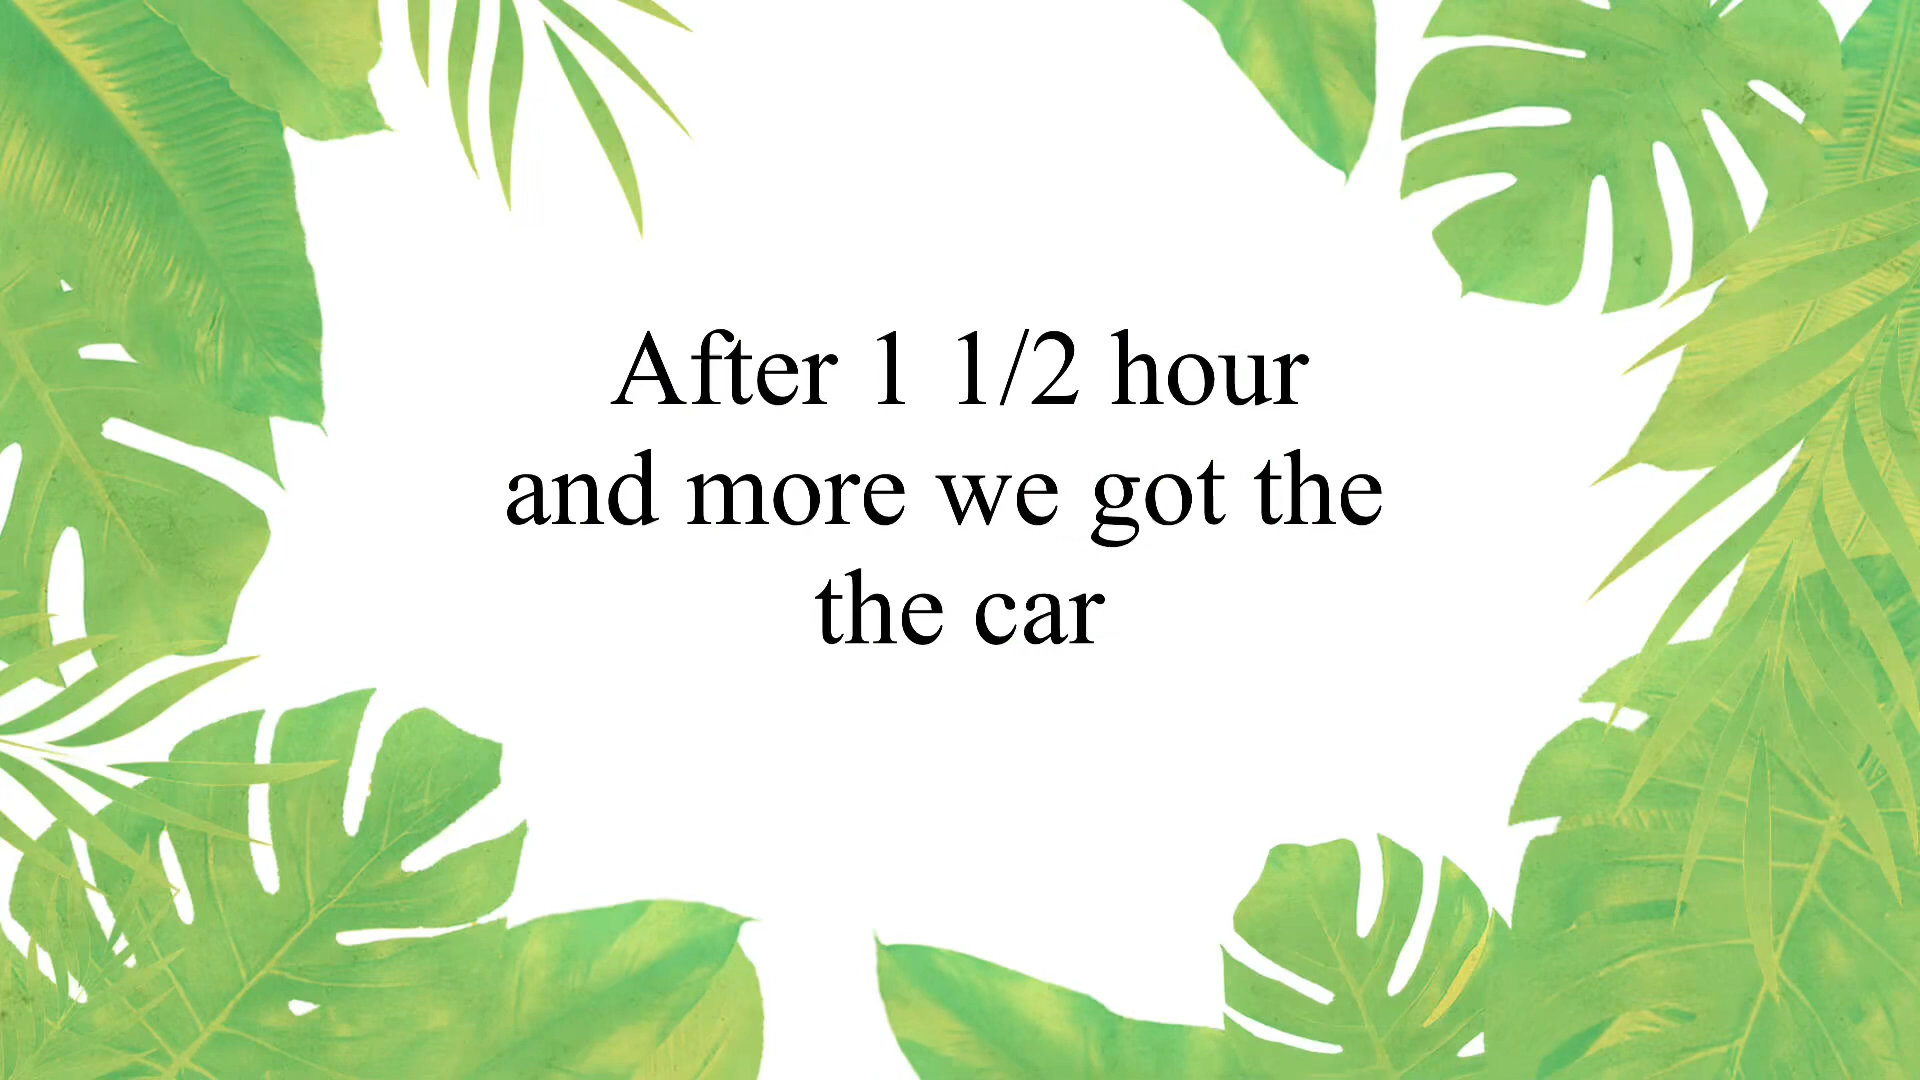 After 1 1/2 hour
and more we got the
the car